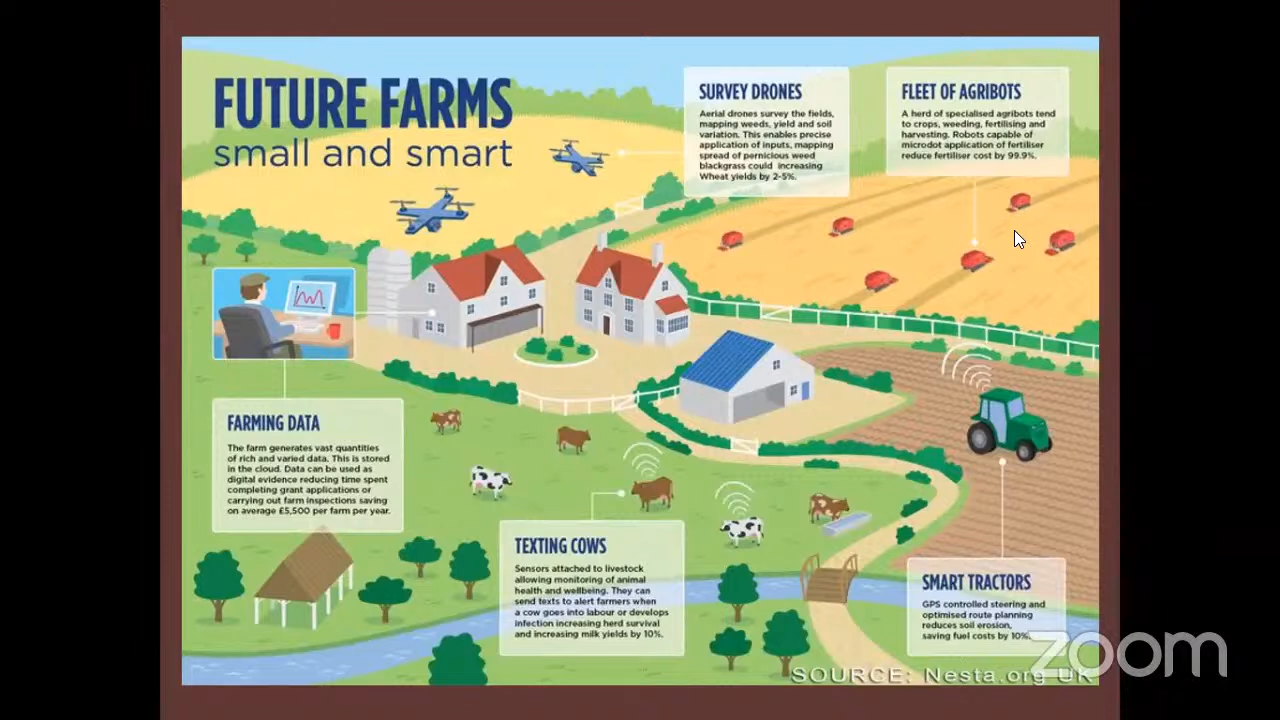 FUTURE FARMS
small and smart
SURVEY DRONES
Aerial drones survey the fields,
mapping weeds, yield and soil
variation. This enables precise
application of inputs, mapping
spread of pernicious weed
blackgrass could  increasing
Wheat yields by 2-5%.
FLEET OF AGRIBOTS
A herd of specialised agribots tend
to crops, weeding, fertilising and
harvesting. Robots capable of
microdot application of fertiliser
reduce fertiliser cost by 99.9%.
FARMING DATA
The farm generates vast quantities
of rich and varied data. This is stored
in the cloud. Data can be used as
digital evidence reducing time spent
completing grant applications or
carrying out farm inspections saving
on average £5,500 per farm per year.
TEXTING COWS
Sensors attached to livestock
allowing monitoring of animal
health and wellbeing. They can
send texts to alert farmers when
a cow goes into labour or develops
infection increasing herd survival
and increasing milk yields by 10%.
SMART TRACTORS
GPS controlled steering and
optimised route planning
reduces soil erosion,
saving fuel costs by 10%.
zoom
SOURCE: Nesta.org UK